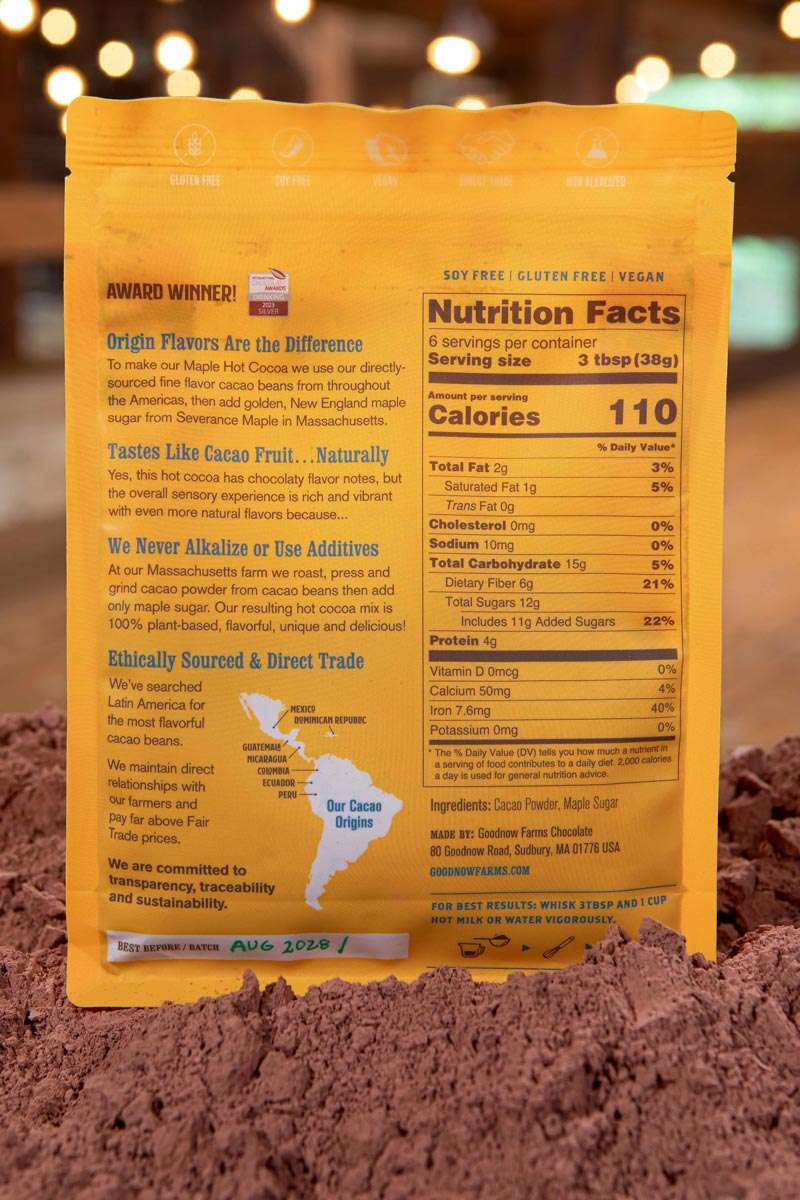 GLUTEN FREE
SOY FREE
VEGAN
DIRECT TRADE
NON ALKALIZED
AWARD WINNER!
AWARDS
DRINKING
2023
SILVER
Origin Flavors Are the Difference
To make our Maple Hot Cocoa we use our directly-
sourced fine flavor cacao beans from throughout
the Americas, then add golden, New England maple
sugar from Severance Maple in Massachusetts.
Tastes Like Cacao Fruit...Naturally
Yes, this hot cocoa has chocolaty flavor notes, but
the overall sensory experience is rich and vibrant
with even more natural flavors because...
We Never Alkalize or Use Additives
At our Massachusetts farm we roast, press and
grind cacao powder from cacao beans then add
only maple sugar. Our resulting hot cocoa mix is
100% plant-based, flavorful, unique and delicious!
Ethically Sourced & Direct Trade
We've searched
Latin America for
the most flavorful
cacao beans.
We maintain direct
relationships with
our farmers and
pay far above Fair
Trade prices.
We are committed to
transparency, traceability
and sustainability.
MEXICO
DOMINICAN REPUBLIC
GUATEMALA
NICARAGUA
COLOMBIA
ECUADOR
PERU
Our Cacao
Origins
BEST BEFORE / BATCH AUG 2028 /
SOY FREE | GLUTEN FREE | VEGAN
Nutrition Facts
6 servings per container
Serving size 3 tbsp (38g)
Amount per serving
Calories 110
% Daily Value*
Total Fat 2g 3%
Saturated Fat 1g 5%
Trans Fat 0g
Cholesterol 0mg 0%
Sodium 10mg 0%
Total Carbohydrate 15g 5%
Dietary Fiber 6g 21%
Total Sugars 12g
Includes 11g Added Sugars 22%
Protein 4g
Vitamin D 0mcg 0%
Calcium 50mg 4%
Iron 7.6mg 40%
Potassium 0mg 0%
* The % Daily Value (DV) tells you how much a nutrient in
a serving of food contributes to a daily diet. 2,000 calories
a day is used for general nutrition advice.
Ingredients: Cacao Powder, Maple Sugar
MADE BY: Goodnow Farms Chocolate
80 Goodnow Road, Sudbury, MA 01776 USA
GOODNOWFARMS.COM
FOR BEST RESULTS: WHISK 3TBSP AND 1 CUP
HOT MILK OR WATER VIGOROUSLY.